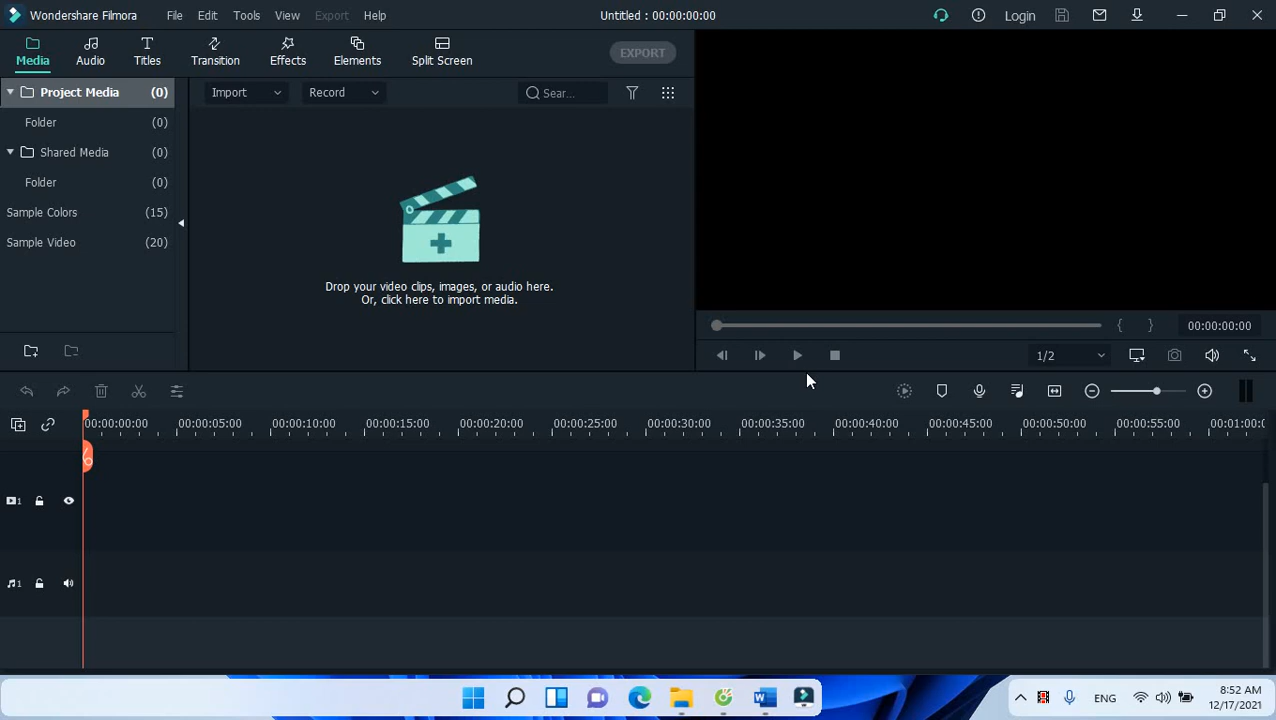 Wondershare Filmora File Edit Tools View Export Help Untitled : 00:00:00:00 Login
Media Audio Titles Transition Effects Elements Split Screen EXPORT
Project Media (0) Import Record Sear...
Folder (0)
Shared Media (0)
Folder (0)
Sample Colors (15)
Sample Video (20)
Drop your video clips, images, or audio here.
Or, click here to import media.
{ } 00:00:00:00
1/2
00:00:00:00 00:00:05:00 00:00:10:00 00:00:15:00 00:00:20:00 00:00:25:00 00:00:30:00 00:00:35:00 00:00:40:00 00:00:45:00 00:00:50:00 00:00:55:00 00:01:00:0
1
1
ENG 8:52 AM
12/17/2021